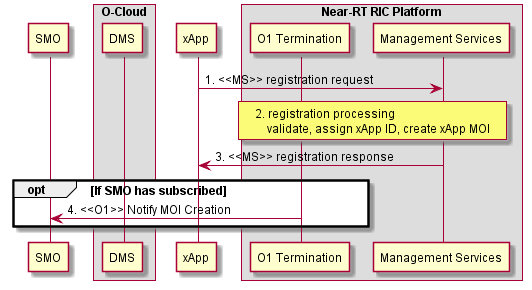 O-Cloud
Near-RT RIC Platform
SMO
DMS
xApp
O1 Termination
Management Services
1. <<MS>> registration request
2. registration processing
validate, assign xApp ID, create xApp MOI
3. <<MS>> registration response
opt
[If SMO has subscribed]
4. <<O1>> Notify MOI Creation
SMO
DMS
xApp
O1 Termination
Management Services